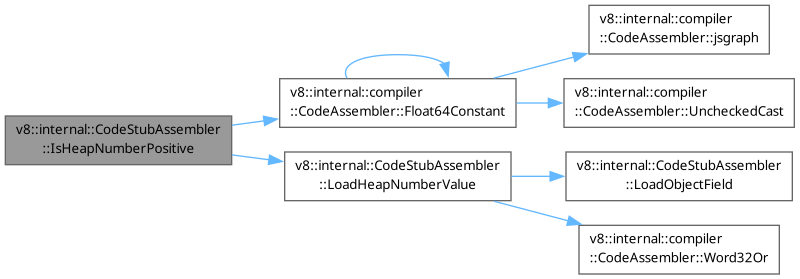 v8::internal::CodeStubAssembler
::IsHeapNumberPositive
v8::internal::compiler
::CodeAssembler::Float64Constant
v8::internal::compiler
::CodeAssembler::jsgraph
v8::internal::compiler
::CodeAssembler::UncheckedCast
v8::internal::CodeStubAssembler
::LoadHeapNumberValue
v8::internal::CodeStubAssembler
::LoadObjectField
v8::internal::compiler
::CodeAssembler::Word32Or